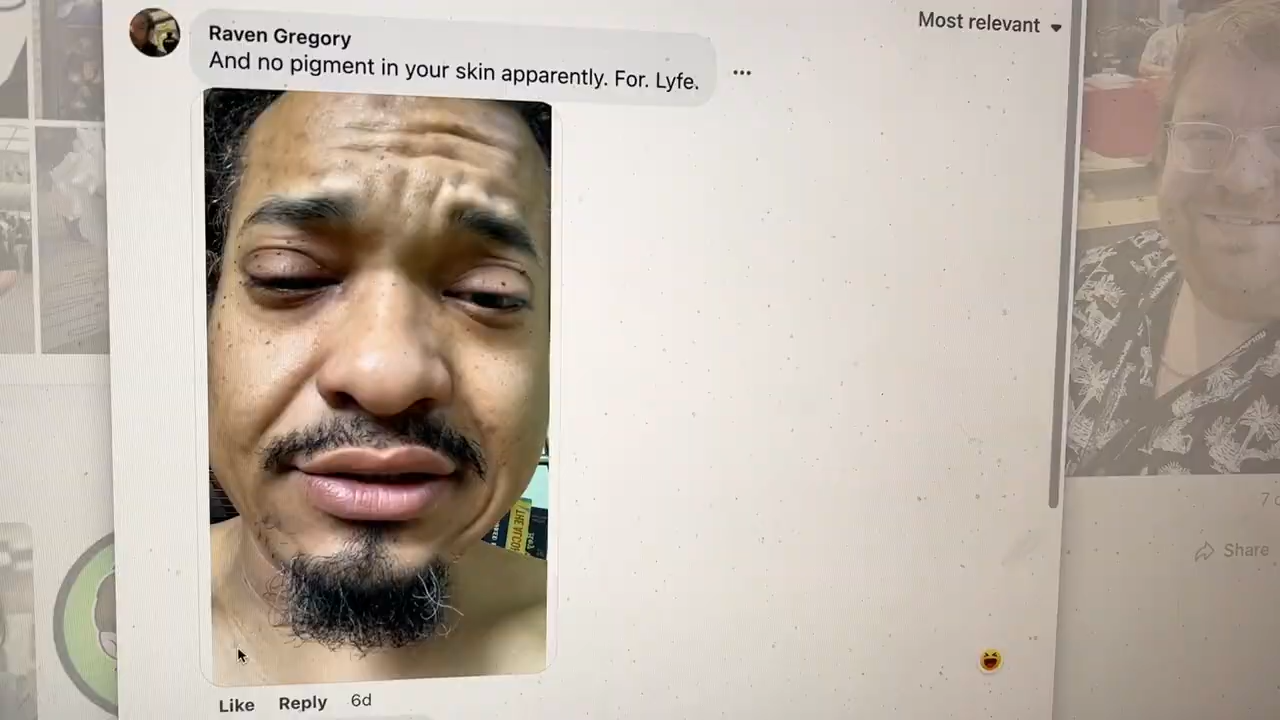 Most relevant
Raven Gregory
And no pigment in your skin apparently. For. Lyfe.
Share
Like Reply 6d